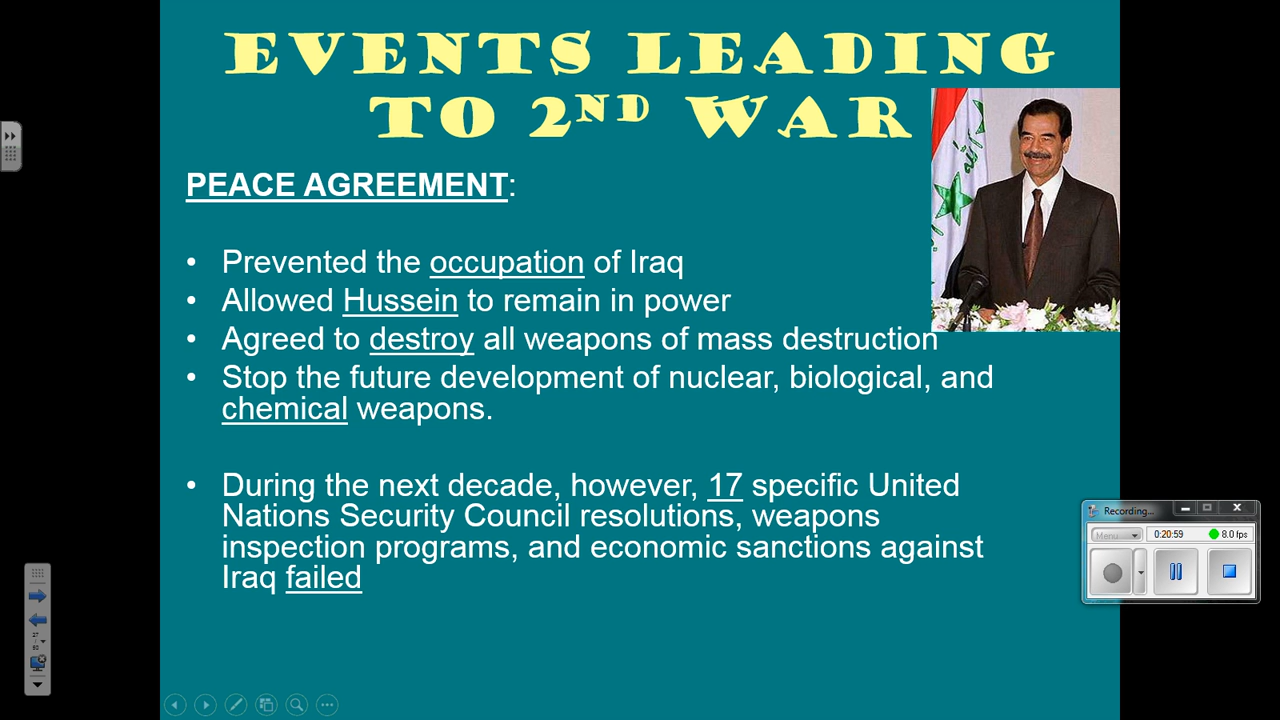 EVENTS LEADING
TO 2ND WAR
PEACE AGREEMENT:
• Prevented the occupation of Iraq
• Allowed Hussein to remain in power
• Agreed to destroy all weapons of mass destruction
• Stop the future development of nuclear, biological, and
chemical weapons.
• During the next decade, however, 17 specific United
Nations Security Council resolutions, weapons
inspection programs, and economic sanctions against
Iraq failed
Recording...
Menu
0:20:59
8.0 fps